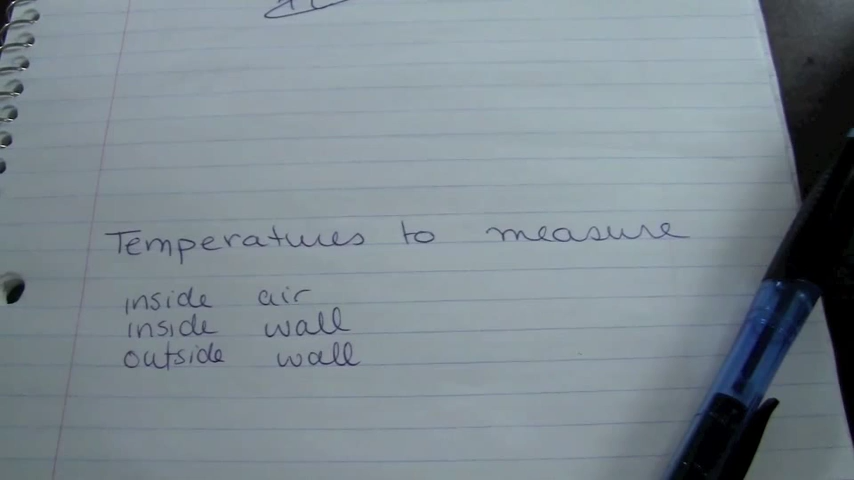 Temperatures to measure
inside air
inside wall
outside wall